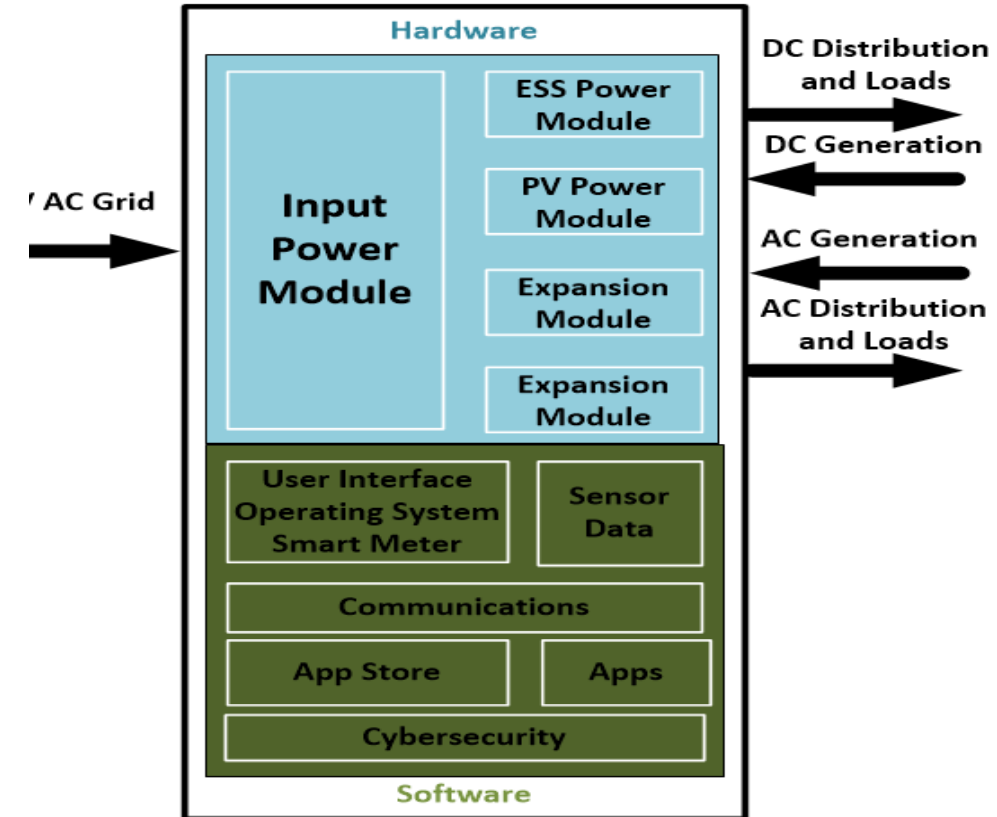 Hardware
ESS Power
Module
PV Power
Module
Input
Power
Module
Expansion
Module
Expansion
Module
AC Grid
DC Distribution
and Loads
DC Generation
AC Generation
AC Distribution
and Loads
User Interface
Operating System
Smart Meter
Sensor
Data
Communications
App Store
Apps
Cybersecurity
Software